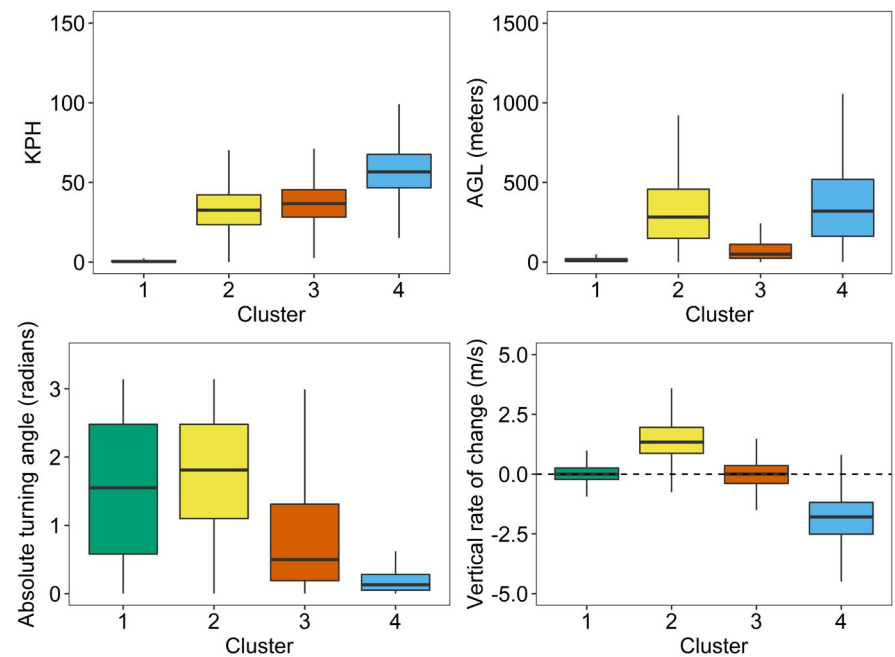 KPH
150
100
50
0
1 2 3 4
Cluster
AGL (meters)
1000
500
0
1 2 3 4
Cluster
Absolute turning angle (radians)
3
2
1
0
1 2 3 4
Cluster
Vertical rate of change (m/s)
5.0
2.5
0.0
-2.5
-5.0
1 2 3 4
Cluster